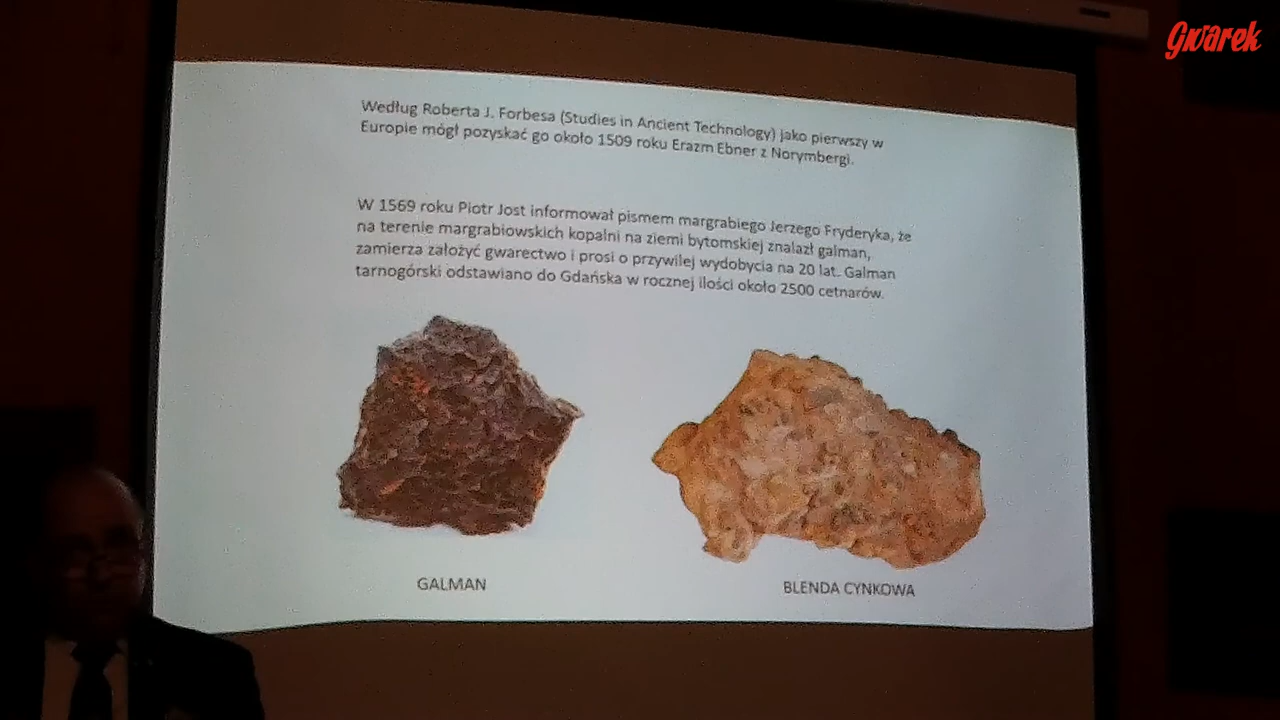 Gwarek
Według Roberta J. Forbesa (Studies in Ancient Technology) jako pierwszy w
Europie mógł pozyskać go około 1509 roku Erazm Ebner z Norymbergi.
W 1569 roku Piotr Jost informował pismem margrabiego Jerzego Fryderyka, że
na terenie margrabiowskich kopalni na ziemi bytomskiej znalazł galman,
zamierza założyć gwarectwo i prosi o przywilej wydobycia na 20 lat. Galman
tarnogórski odstawiano do Gdańska w rocznej ilości około 2500 cetnarów.
GALMAN
BLENDA CYNKOWA